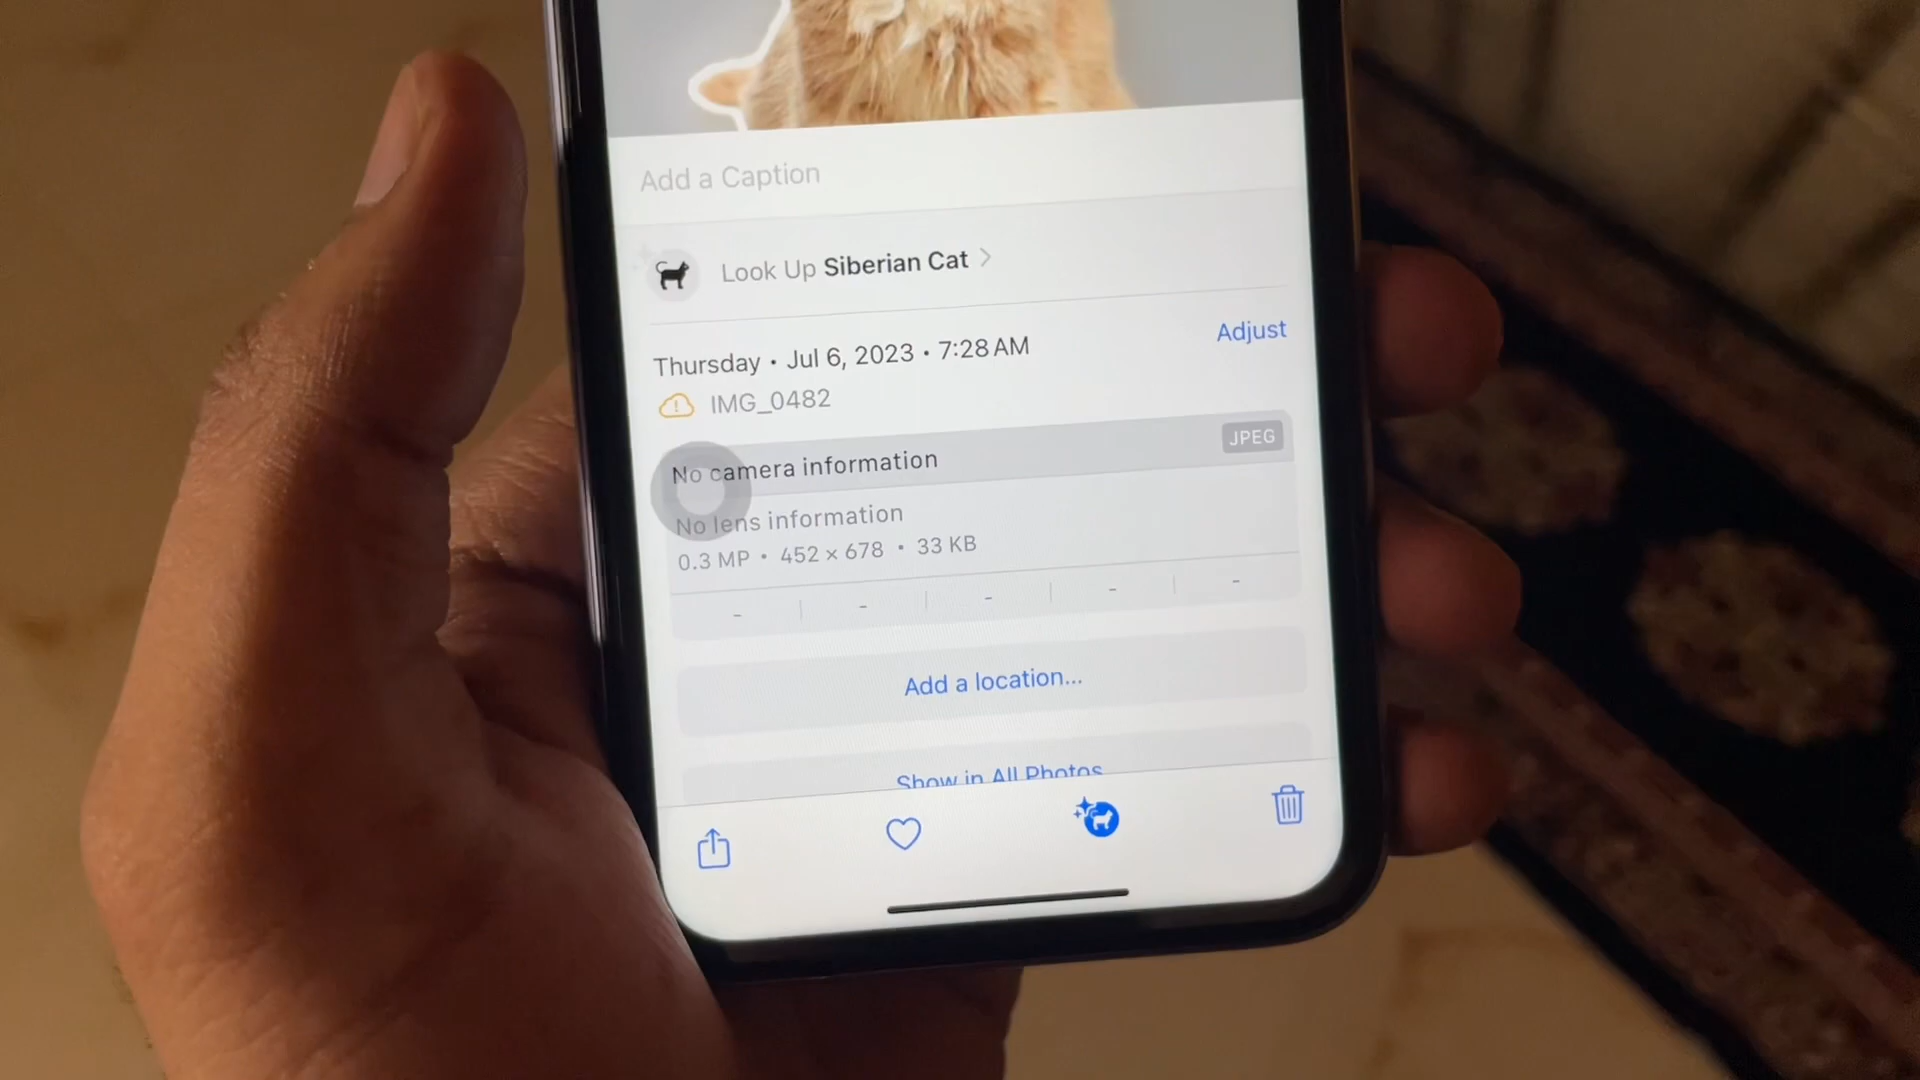 Add a Caption
Look Up Siberian Cat
Thursday • Jul 6, 2023 • 7:28 AM
Adjust
IMG_0482
No camera information
JPEG
No lens information
0.3 MP • 452 × 678 • 33 KB
- - - - -
Add a location...
Show in All Photos